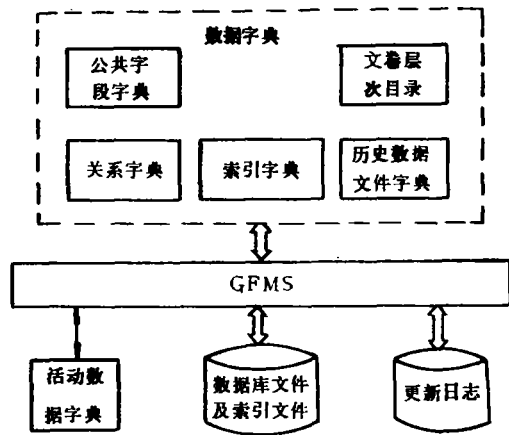 数据字典
公共字
段字典
文卷层
次目录
关系字典
索引字典
历史数据
文件字典
GFMS
活动数
据字典
数据库文件
及索引文件
更新日志